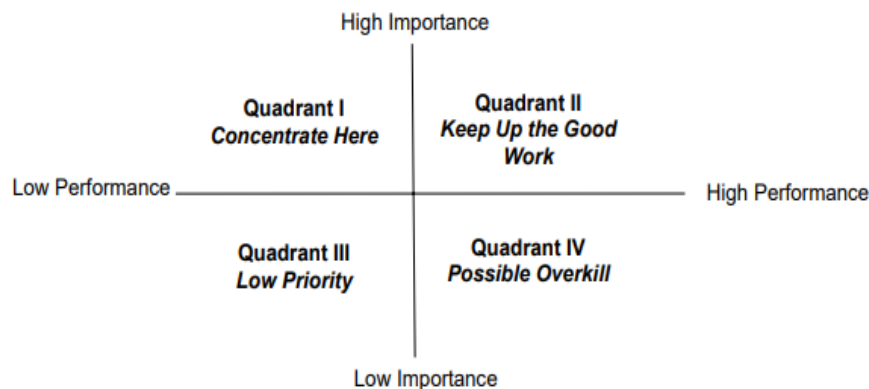 High Importance
Quadrant I
Concentrate Here
Quadrant II
Keep Up the Good
Work
Low Performance
High Performance
Quadrant III
Low Priority
Quadrant IV
Possible Overkill
Low Importance